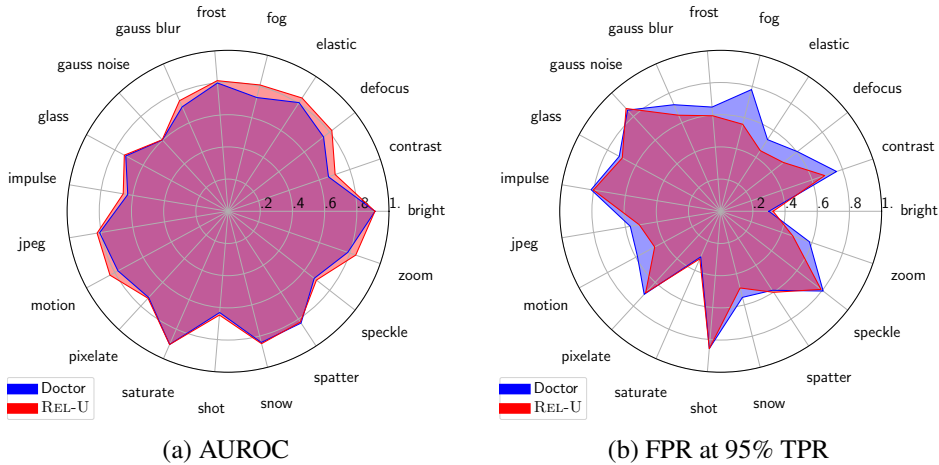 frost
fog
gauss blur
elastic
gauss noise
defocus
glass
contrast
impulse
.2 .4 .6 .8 1.
bright
jpeg
zoom
motion
speckle
pixelate
spatter
saturate
snow
shot
Doctor
REL-U
(a) AUROC
frost
fog
gauss blur
elastic
gauss noise
defocus
glass
contrast
impulse
.2 .4 .6 .8 1.
bright
jpeg
zoom
motion
speckle
pixelate
spatter
saturate
snow
shot
Doctor
REL-U
(b) FPR at 95% TPR